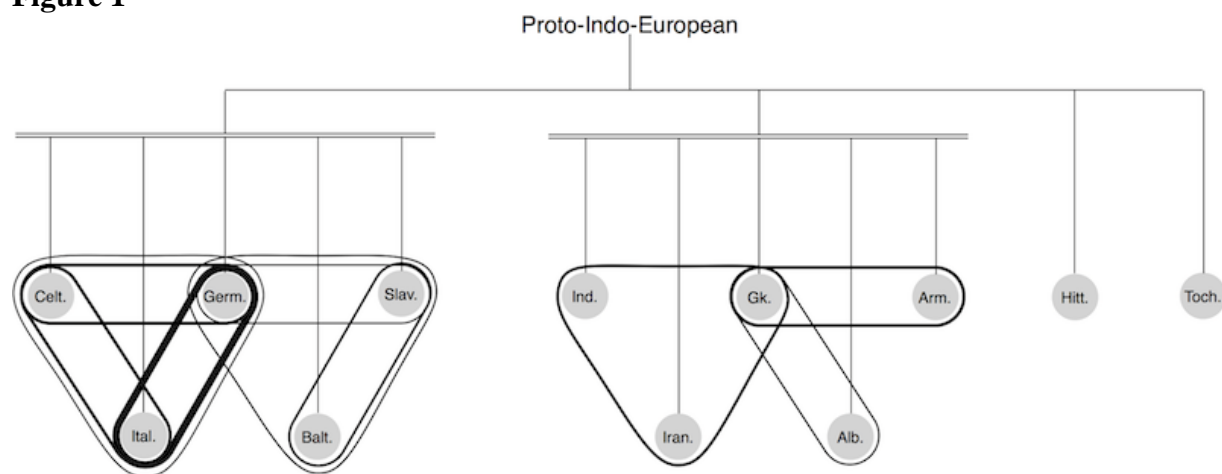 Figure 1
Proto-Indo-European
Celt. Germ. Slav. Ind. Gk. Arm. Hitt. Toch.
Ital. Balt. Iran. Alb.